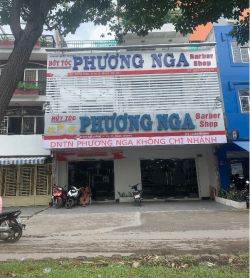 HỚT TÓC PHƯƠNG NGA Barber Shop
HỚT TÓC PHƯƠNG NGA Barber Shop
DNTN PHƯƠNG NGA KHÔNG CHI NHÁNH